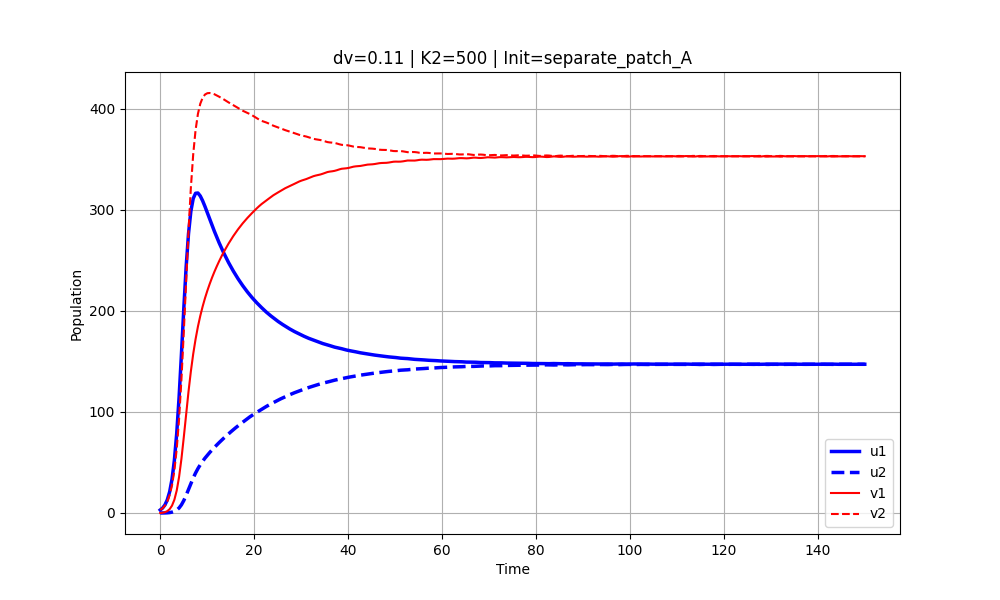 dv=0.11 | K2=500 | Init=separate_patch_A
Population
400
300
200
100
0
0 20 40 60 80 100 120 140
Time
u1
u2
v1
v2